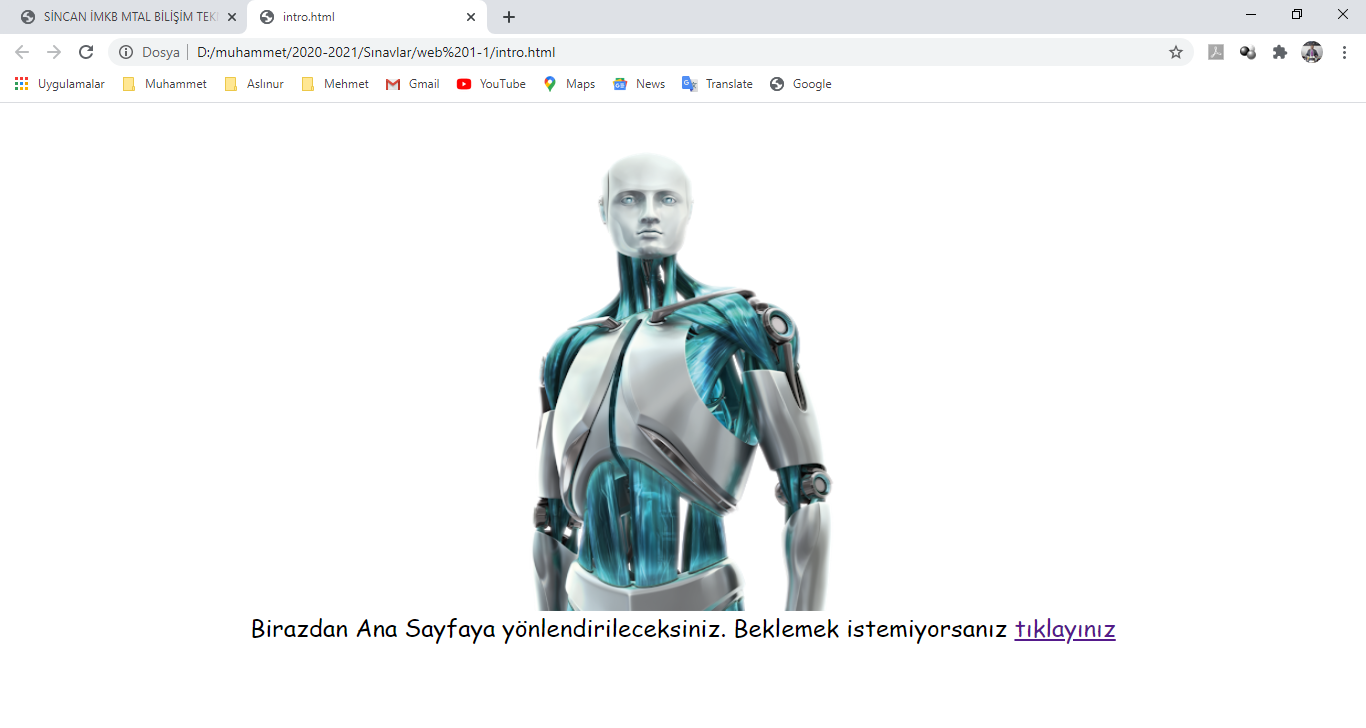 SİNCAN İMKB MTAL BİLİŞİM TEK
intro.html
Dosya D:/muhammet/2020-2021/Sınavlar/web%201-1/intro.html
Uygulamalar Muhammet Aslınur Mehmet Gmail YouTube Maps News Translate Google
Birazdan Ana Sayfaya yönlendirileceksiniz. Beklemek istemiyorsanız tıklayınız